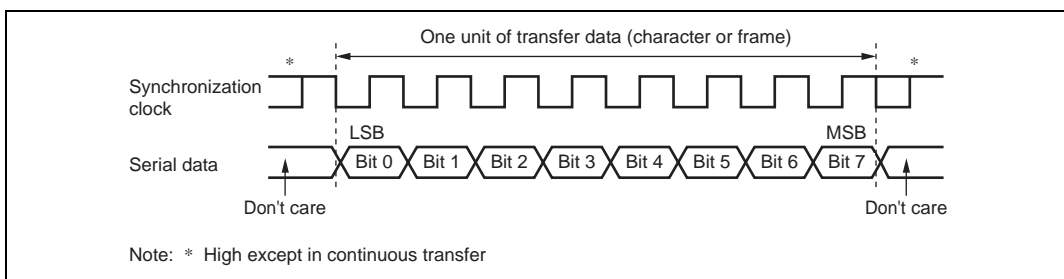 One unit of transfer data (character or frame)
* *
Synchronization
clock
LSB MSB
Serial data Bit 0 Bit 1 Bit 2 Bit 3 Bit 4 Bit 5 Bit 6 Bit 7
Don't care Don't care
Note: * High except in continuous transfer